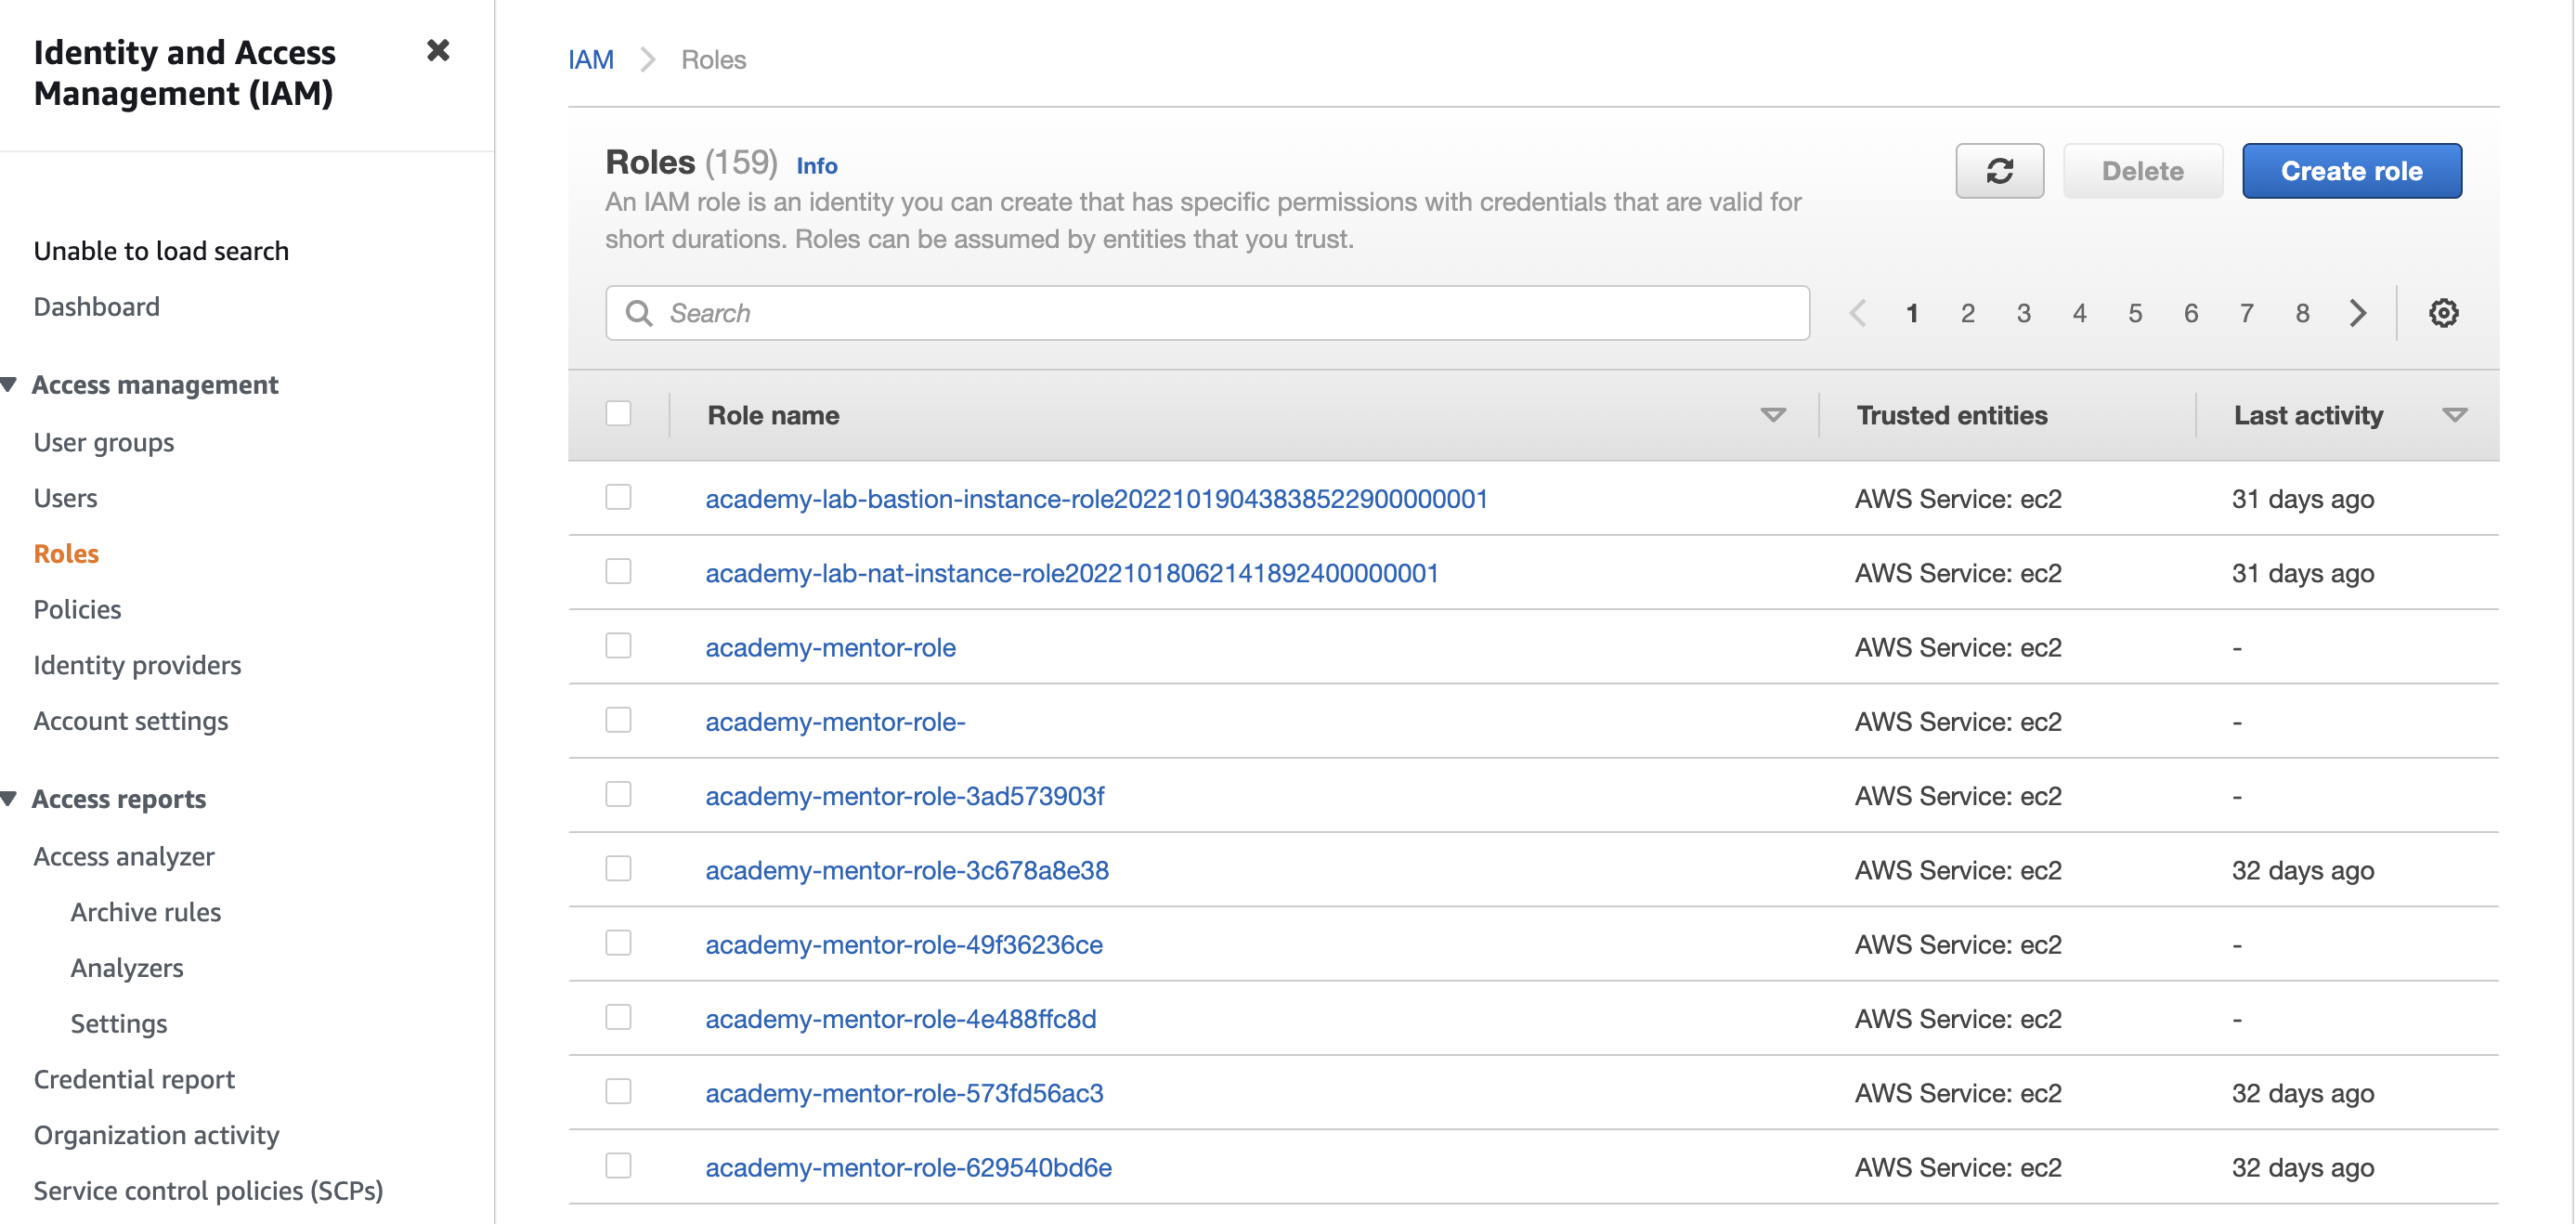 Identity and Access
Management (IAM)
Unable to load search
Dashboard
Access management
User groups
Users
Roles
Policies
Identity providers
Account settings
Access reports
Access analyzer
Archive rules
Analyzers
Settings
Credential report
Organization activity
Service control policies (SCPs)
IAM > Roles
Roles (159) Info
An IAM role is an identity you can create that has specific permissions with credentials that are valid for
short durations. Roles can be assumed by entities that you trust.
Delete
Create role
Search
1 2 3 4 5 6 7 8
Role name Trusted entities Last activity
academy-lab-bastion-instance-role20221019043838522900000001 AWS Service: ec2 31 days ago
academy-lab-nat-instance-role20221018062141892400000001 AWS Service: ec2 31 days ago
academy-mentor-role AWS Service: ec2 -
academy-mentor-role- AWS Service: ec2 -
academy-mentor-role-3ad573903f AWS Service: ec2 -
academy-mentor-role-3c678a8e38 AWS Service: ec2 32 days ago
academy-mentor-role-49f36236ce AWS Service: ec2 -
academy-mentor-role-4e488ffc8d AWS Service: ec2 -
academy-mentor-role-573fd56ac3 AWS Service: ec2 32 days ago
academy-mentor-role-629540bd6e AWS Service: ec2 32 days ago